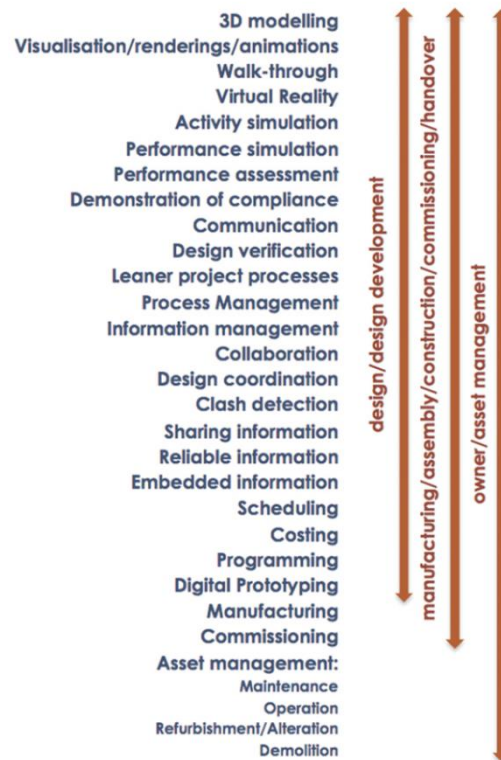 3D modelling
Visualisation/renderings/animations
Walk-through
Virtual Reality
Activity simulation
Performance simulation
Performance assessment
Demonstration of compliance
Communication
Design verification
Leaner project processes
Process Management
Information management
Collaboration
Design coordination
Clash detection
Sharing information
Reliable information
Embedded information
Scheduling
Costing
Programming
Digital Prototyping
Manufacturing
Commissioning
Asset management:
Maintenance
Operation
Refurbishment/Alteration
Demolition
design/design development
manufacturing/assembly/construction/commissioning/handover
owner/asset management